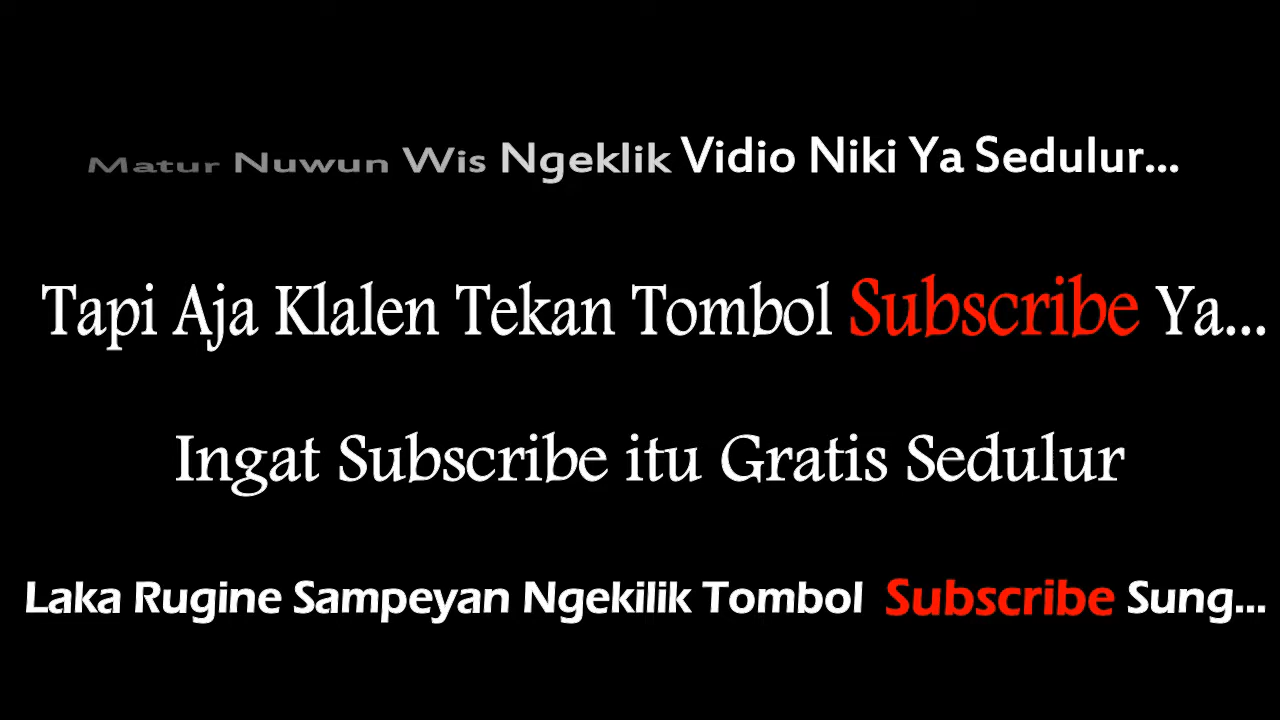 Matur Nuwun Wis Ngeklik Vidio Niki Ya Sedulur...
Tapi Aja Klalen Tekan Tombol Subscribe Ya...
Ingat Subscribe itu Gratis Sedulur
Laka Rugine Sampeyan Ngekilik Tombol Subscribe Sung...